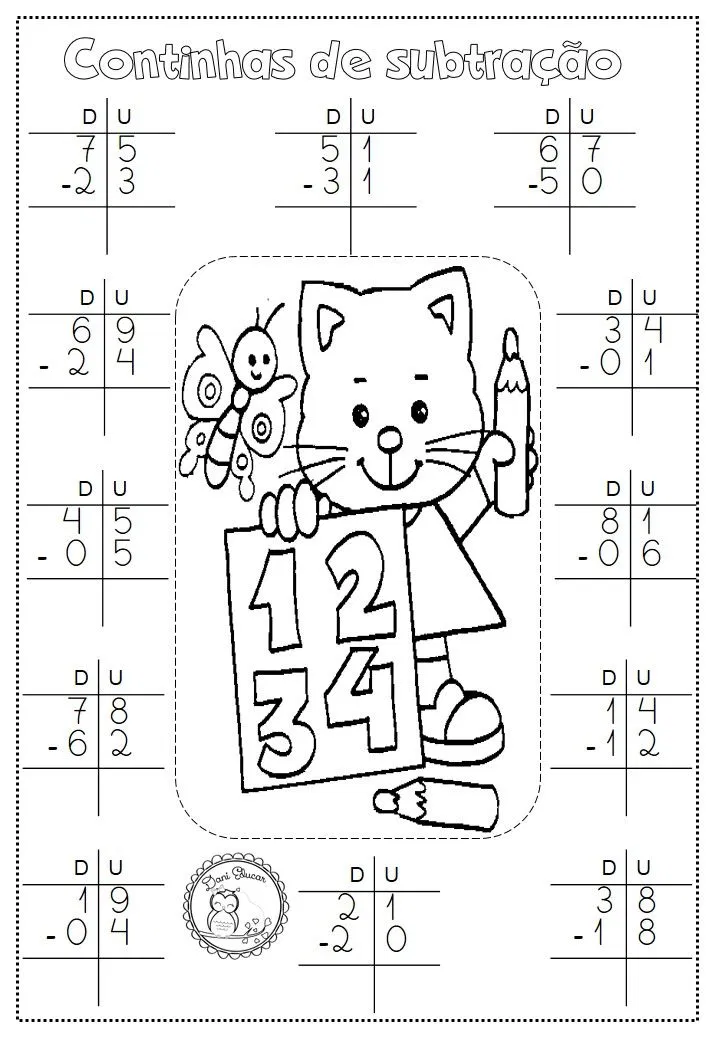 Continhas de subtração
D U
7 5
-2 3
D U
5 1
-3 1
D U
6 7
-5 0
D U
6 9
- 2 4
D U
3 4
- 0 1
D U
4 5
- 0 5
D U
8 1
- 0 6
1 2
3 4
D U
7 8
- 6 2
D U
1 4
-1 2
D U
1 9
- 0 4
Dani Educar
D U
2 1
-2 0
D U
3 8
- 1 8